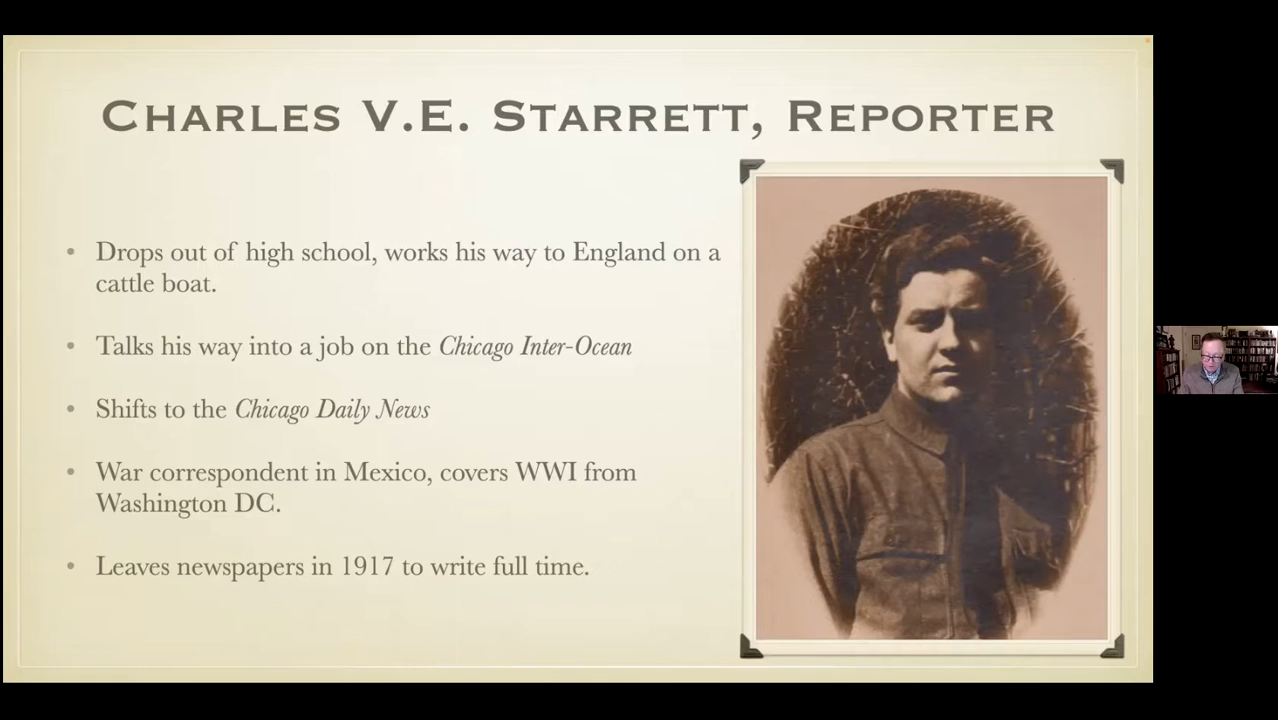 Charles V.E. Starrett, Reporter
• Drops out of high school, works his way to England on a
cattle boat.
• Talks his way into a job on the Chicago Inter-Ocean
• Shifts to the Chicago Daily News
• War correspondent in Mexico, covers WWI from
Washington DC.
• Leaves newspapers in 1917 to write full time.